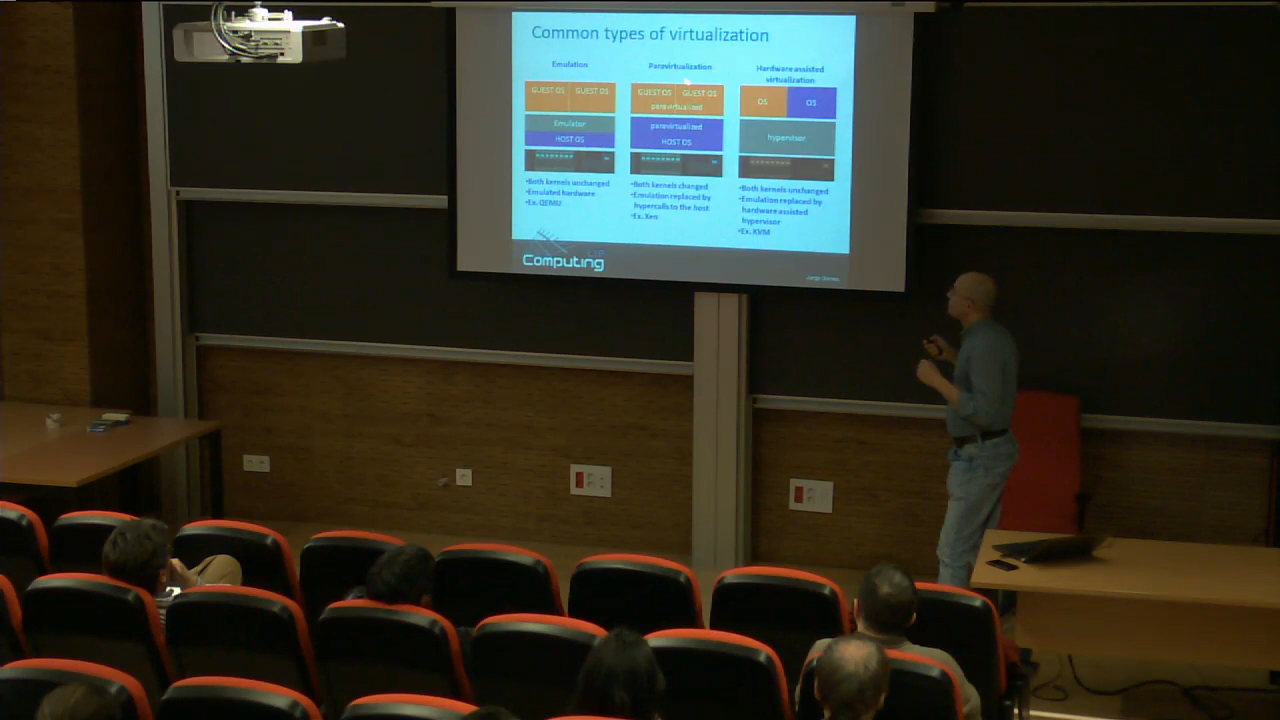 Common types of virtualization
Emulation
GUEST OS GUEST OS
Emulator
HOST OS
•Both kernels unchanged
•Emulated hardware
•Ex. QEMU
Paravirtualization
GUEST OS GUEST OS
paravirtualized
paravirtualized
HOST OS
•Both kernels changed
•Emulation replaced by
hypercalls to the host
•Ex. Xen
Hardware assisted
virtualization
OS OS
hypervisor
•Both kernels unchanged
•Emulation replaced by
hardware assisted
hypervisor
•Ex. KVM
LIP
Computing
Jorge Gomes